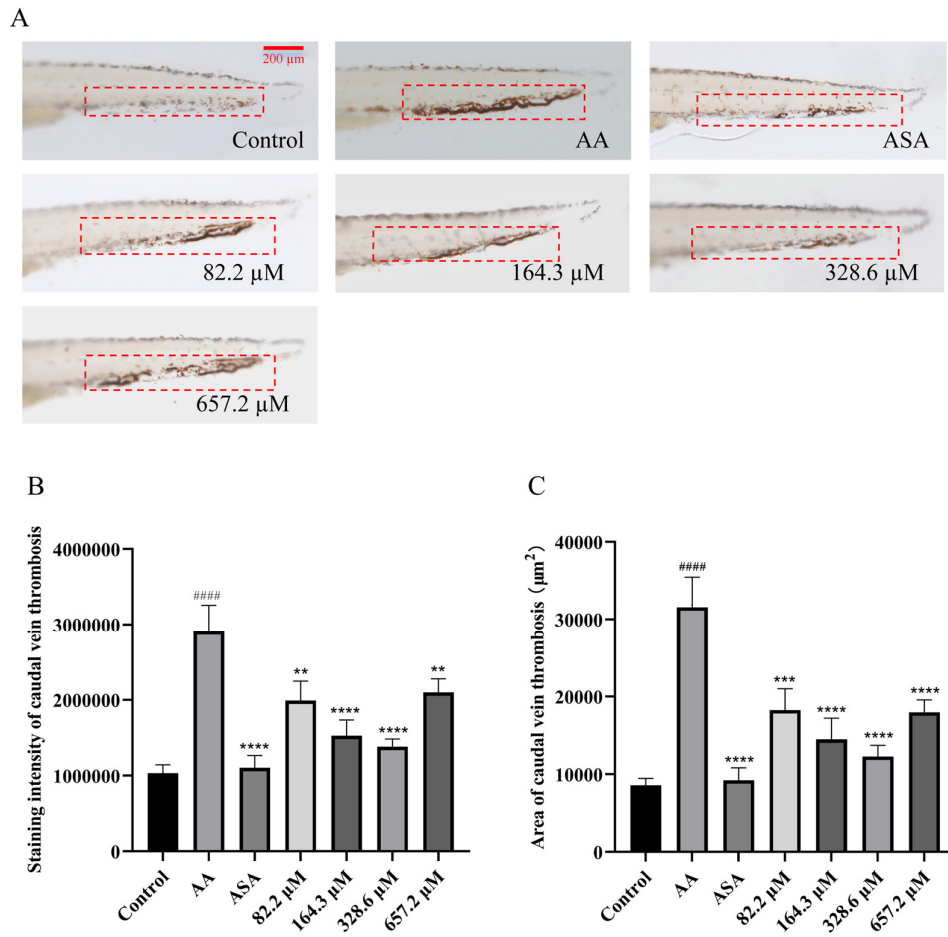 A
200 μm
Control
AA
ASA
82.2 μM
164.3 μM
328.6 μM
657.2 μM
B
Staining intensity of caudal vein thrombosis
4000000
3000000
2000000
1000000
0
####
****
**
****
****
**
Control
AA
ASA
82.2 μM
164.3 μM
328.6 μM
657.2 μM
C
Area of caudal vein thrombosis (μm²)
40000
30000
20000
10000
0
####
****
***
****
****
****
Control
AA
ASA
82.2 μM
164.3 μM
328.6 μM
657.2 μM